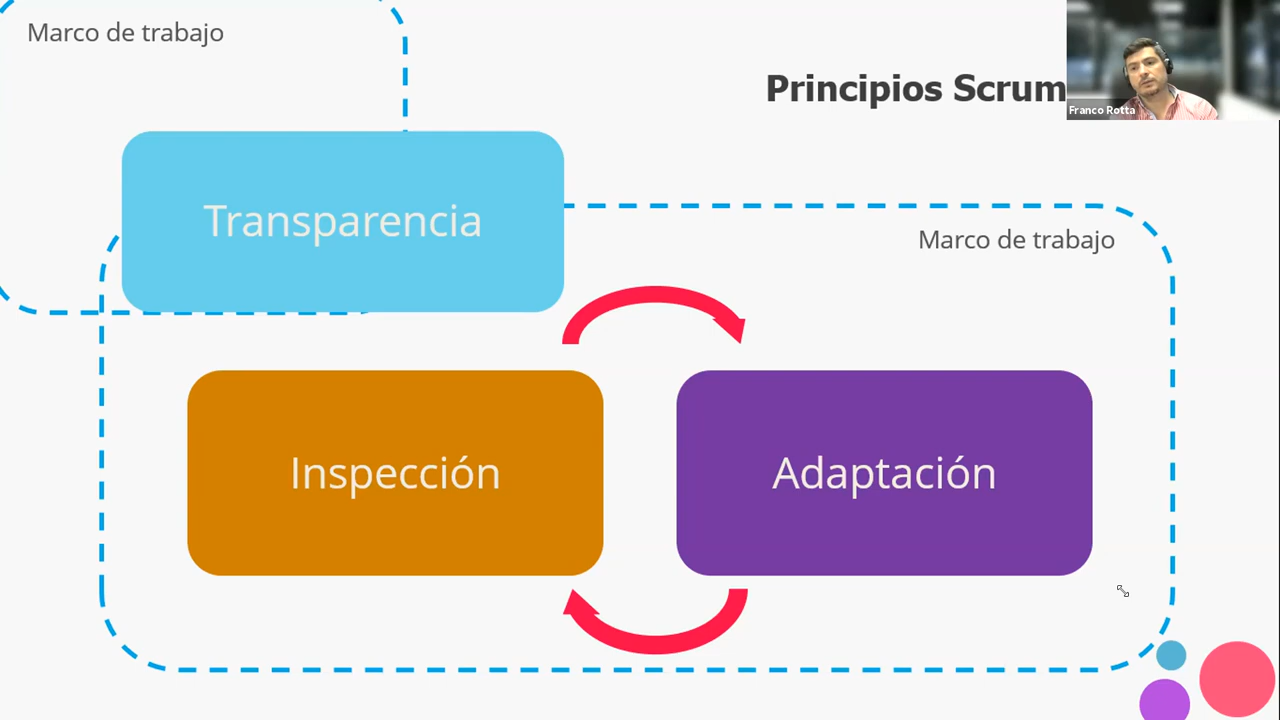 Marco de trabajo
Principios Scrum
Franco Rotta
Transparencia
Marco de trabajo
Inspección
Adaptación